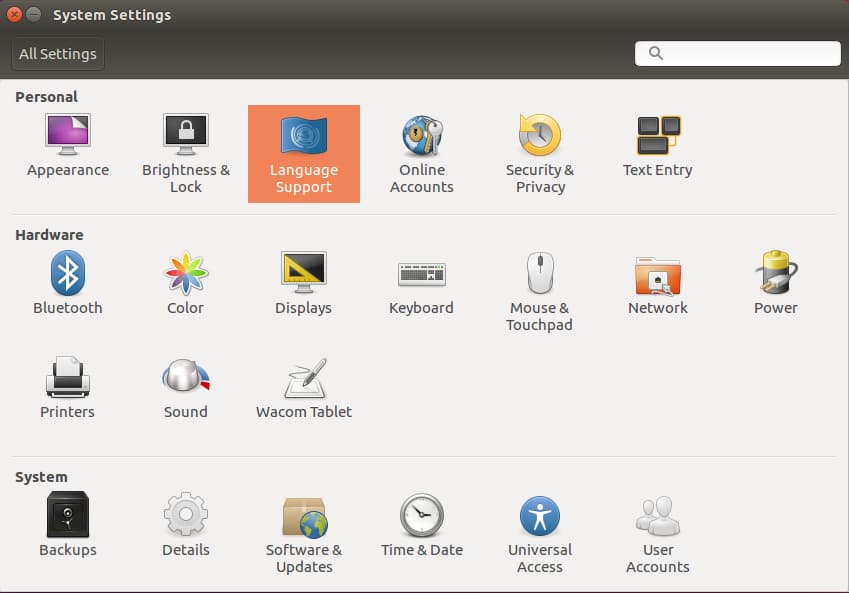 System Settings
All Settings
Personal
Appearance
Brightness &
Lock
Language
Support
Online
Accounts
Security &
Privacy
Text Entry
Hardware
Bluetooth
Color
Displays
Keyboard
Mouse &
Touchpad
Network
Power
Printers
Sound
Wacom Tablet
System
Backups
Details
Software &
Updates
Time & Date
Universal
Access
User
Accounts